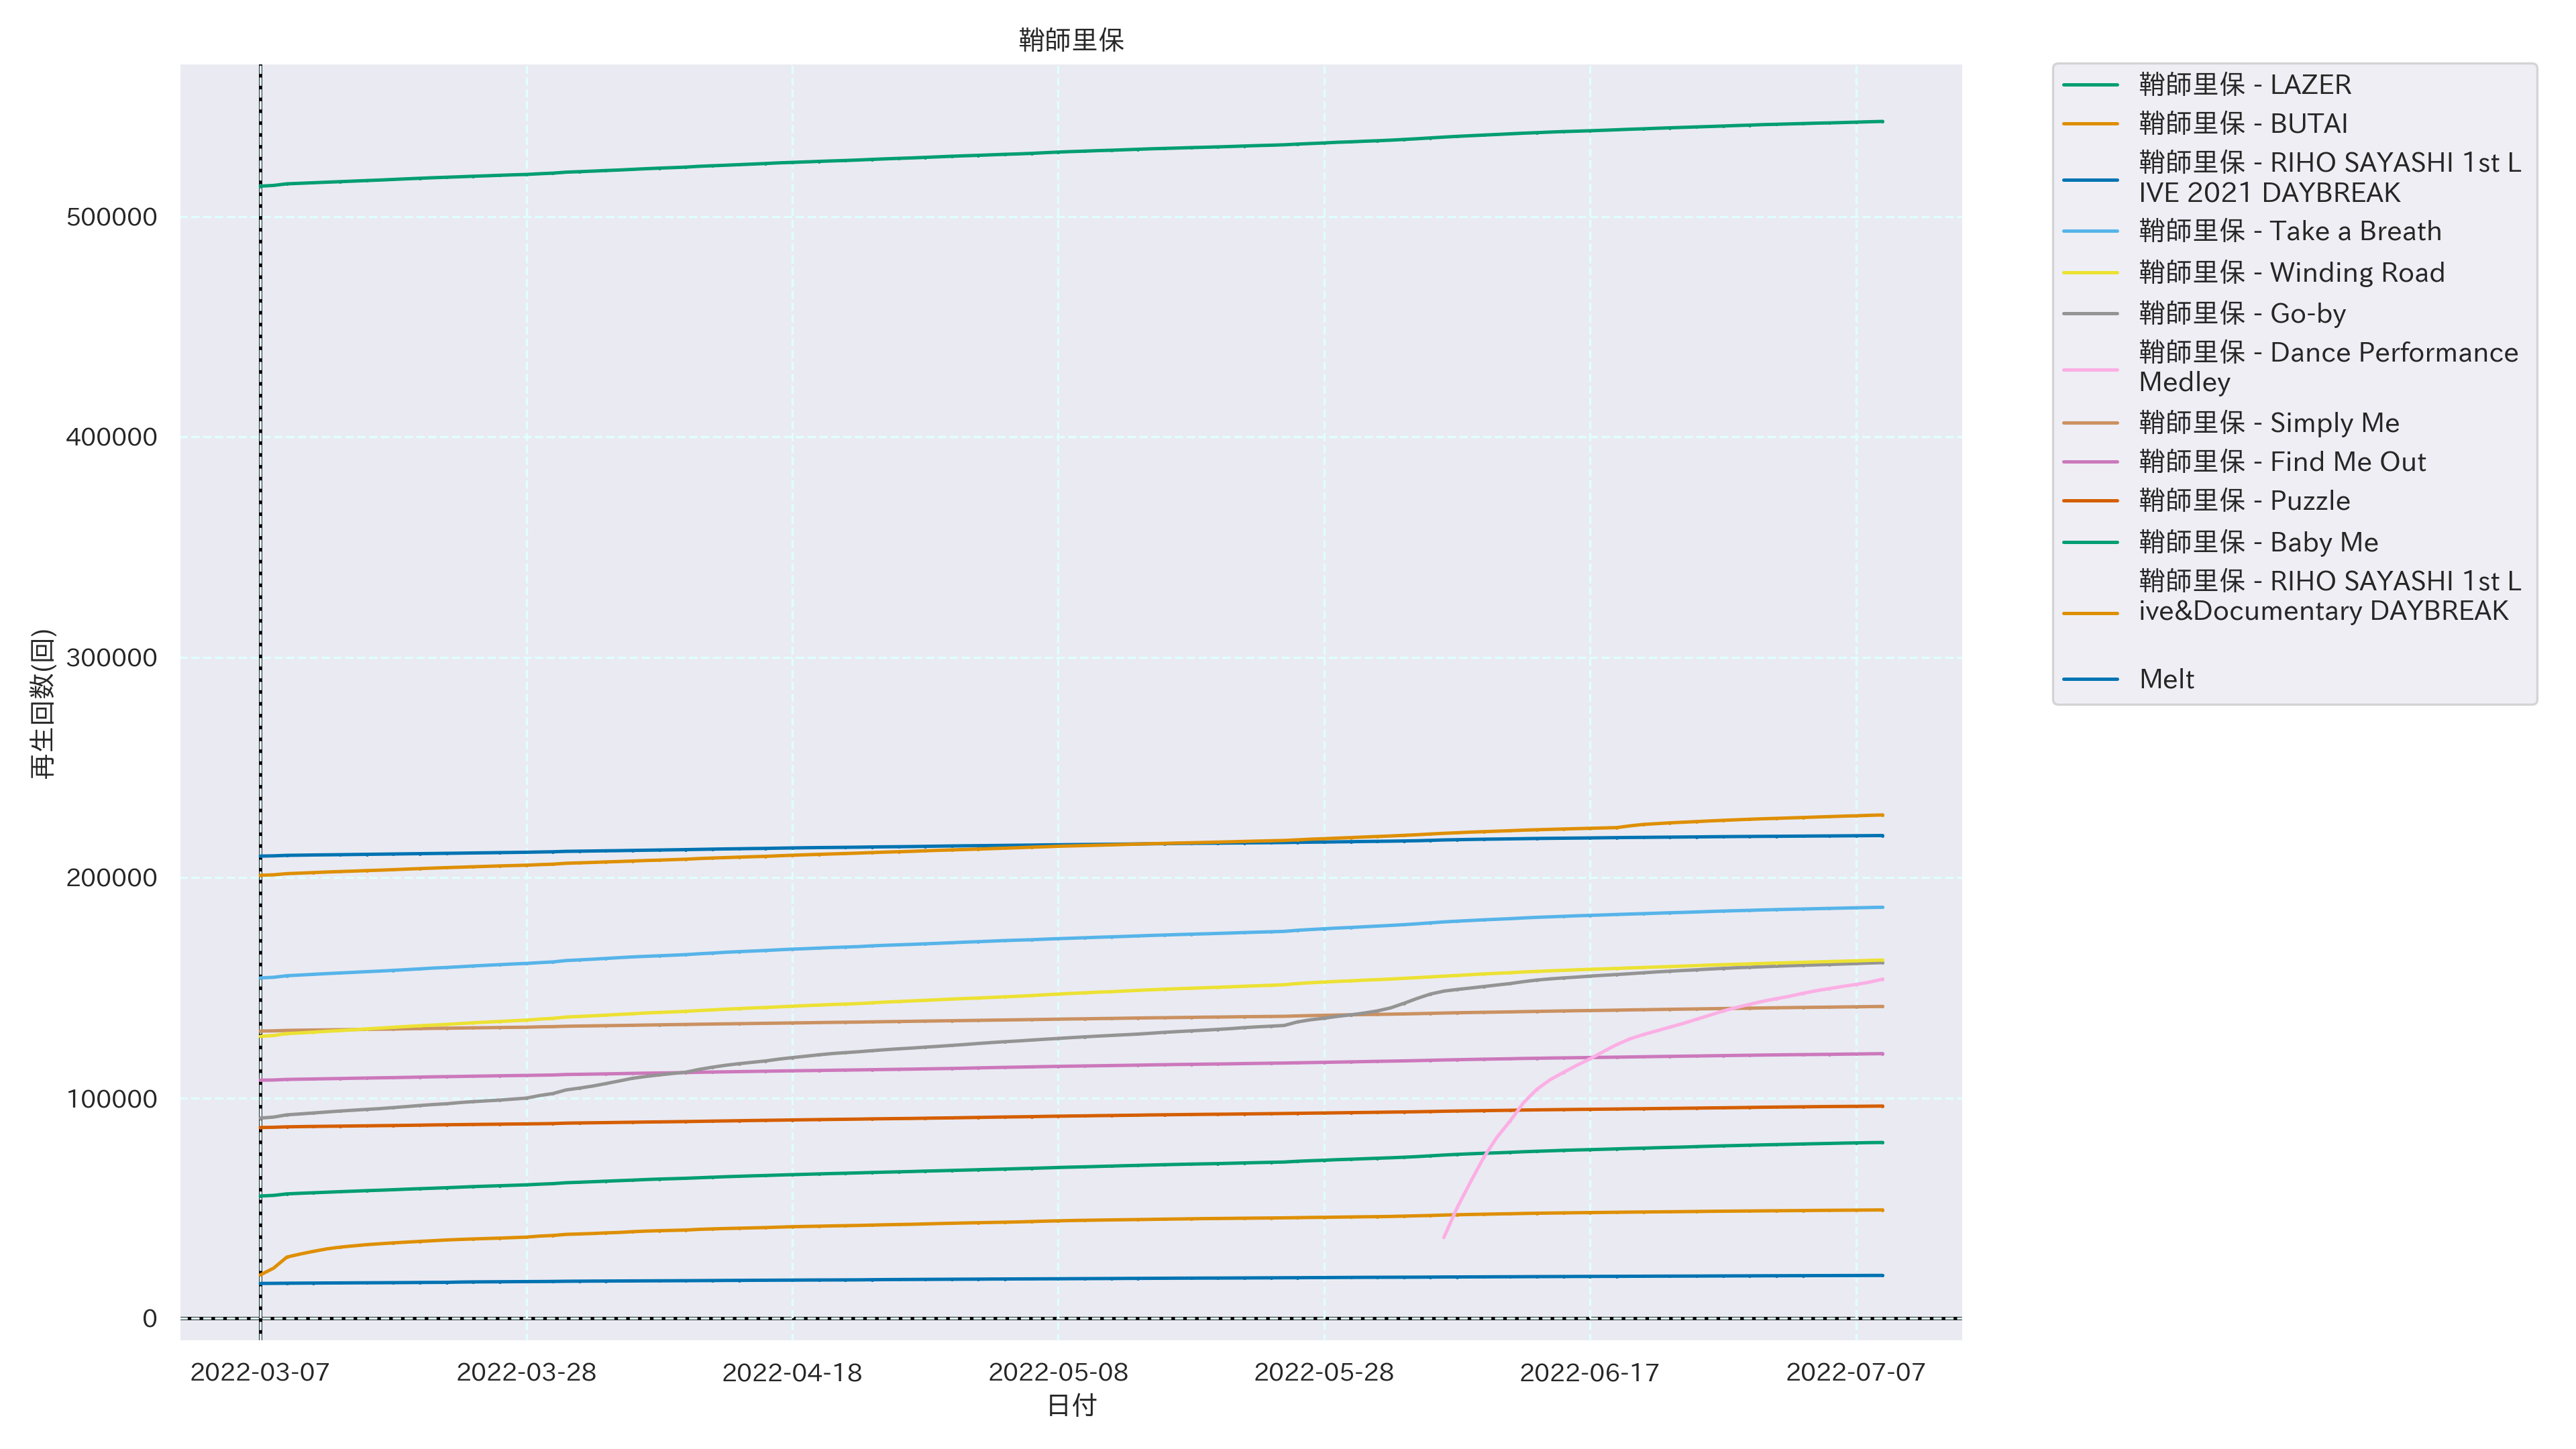 鞘師里保
再生回数(回)
500000
400000
300000
200000
100000
0
2022-03-07
2022-03-28
2022-04-18
2022-05-08
2022-05-28
2022-06-17
2022-07-07
日付
鞘師里保 - LAZER
鞘師里保 - BUTAI
鞘師里保 - RIHO SAYASHI 1st L
IVE 2021 DAYBREAK
鞘師里保 - Take a Breath
鞘師里保 - Winding Road
鞘師里保 - Go-by
鞘師里保 - Dance Performance
Medley
鞘師里保 - Simply Me
鞘師里保 - Find Me Out
鞘師里保 - Puzzle
鞘師里保 - Baby Me
鞘師里保 - RIHO SAYASHI 1st L
ive&Documentary DAYBREAK
Melt